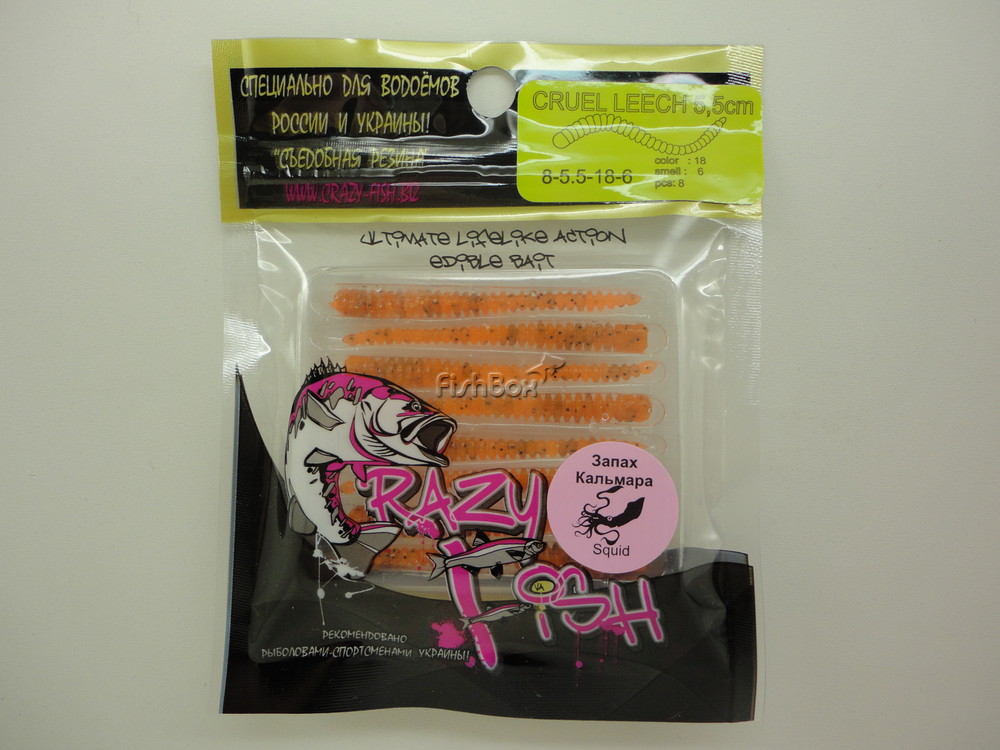 СПЕЦИАЛЬНО ДЛЯ ВОДОЁМОВ
РОССИИ И УКРАИНЫ!
"СЪЕДОБНАЯ РЕЗИНА"
WWW.CRAZY-FISH.BIZ
CRUEL LEECH 5,5cm
8-5.5-18-6
color : 18
smell : 6
pcs: 8
ULTIMATE LIFELIKE ACTION
EDIBLE BAIT
FishBox
Запах
Кальмара
Squid
CRAZY
FISH
РЕКОМЕНДОВАНО
РЫБОЛОВАМИ-СПОРТСМЕНАМИ УКРАИНЫ!